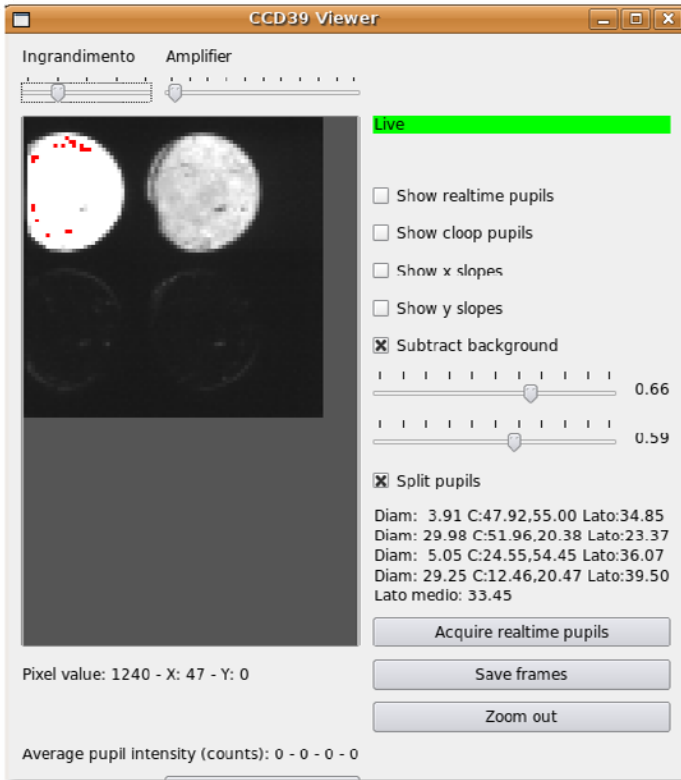 CCD39 Viewer
Ingrandimento Amplifier
Live
Show realtime pupils
Show cloop pupils
Show x slopes
Show y slopes
Subtract background
0.66
0.59
Split pupils
Diam: 3.91 C:47.92,55.00 Lato:34.85
Diam: 29.98 C:51.96,20.38 Lato:23.37
Diam: 5.05 C:24.55,54.45 Lato:36.07
Diam: 29.25 C:12.46,20.47 Lato:39.50
Lato medio: 33.45
Acquire realtime pupils
Pixel value: 1240 - X: 47 - Y: 0
Save frames
Zoom out
Average pupil intensity (counts): 0 - 0 - 0 - 0